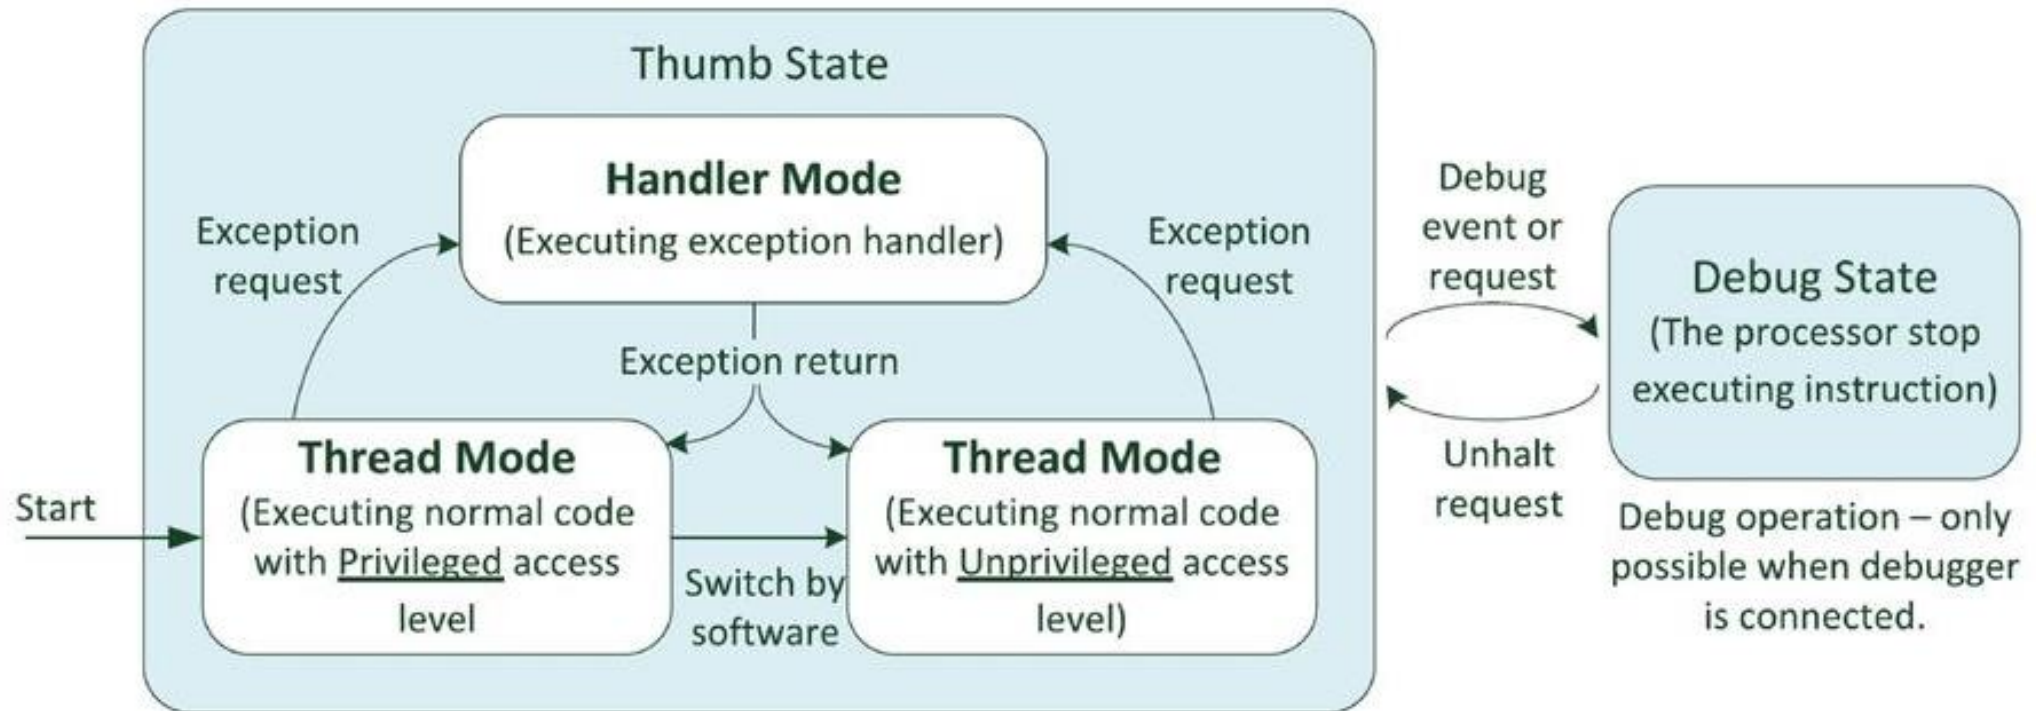 Thumb State
Handler Mode
(Executing exception handler)
Exception
request
Exception
request
Exception return
Start
Thread Mode
(Executing normal code
with Privileged access
level
Switch by
software
Thread Mode
(Executing normal code
with Unprivileged access
level)
Debug
event or
request
Unhalt
request
Debug State
(The processor stop
executing instruction)
Debug operation – only
possible when debugger
is connected.